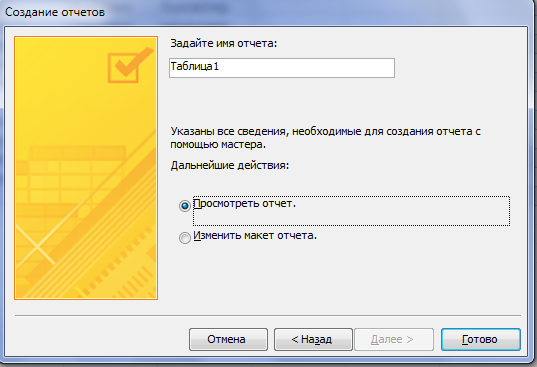 Создание отчетов
Задайте имя отчета:
Таблица1
Указаны все сведения, необходимые для создания отчета с
помощью мастера.
Дальнейшие действия:
Просмотреть отчет.
Изменить макет отчета.
Отмена
< Назад
Далее >
Готово